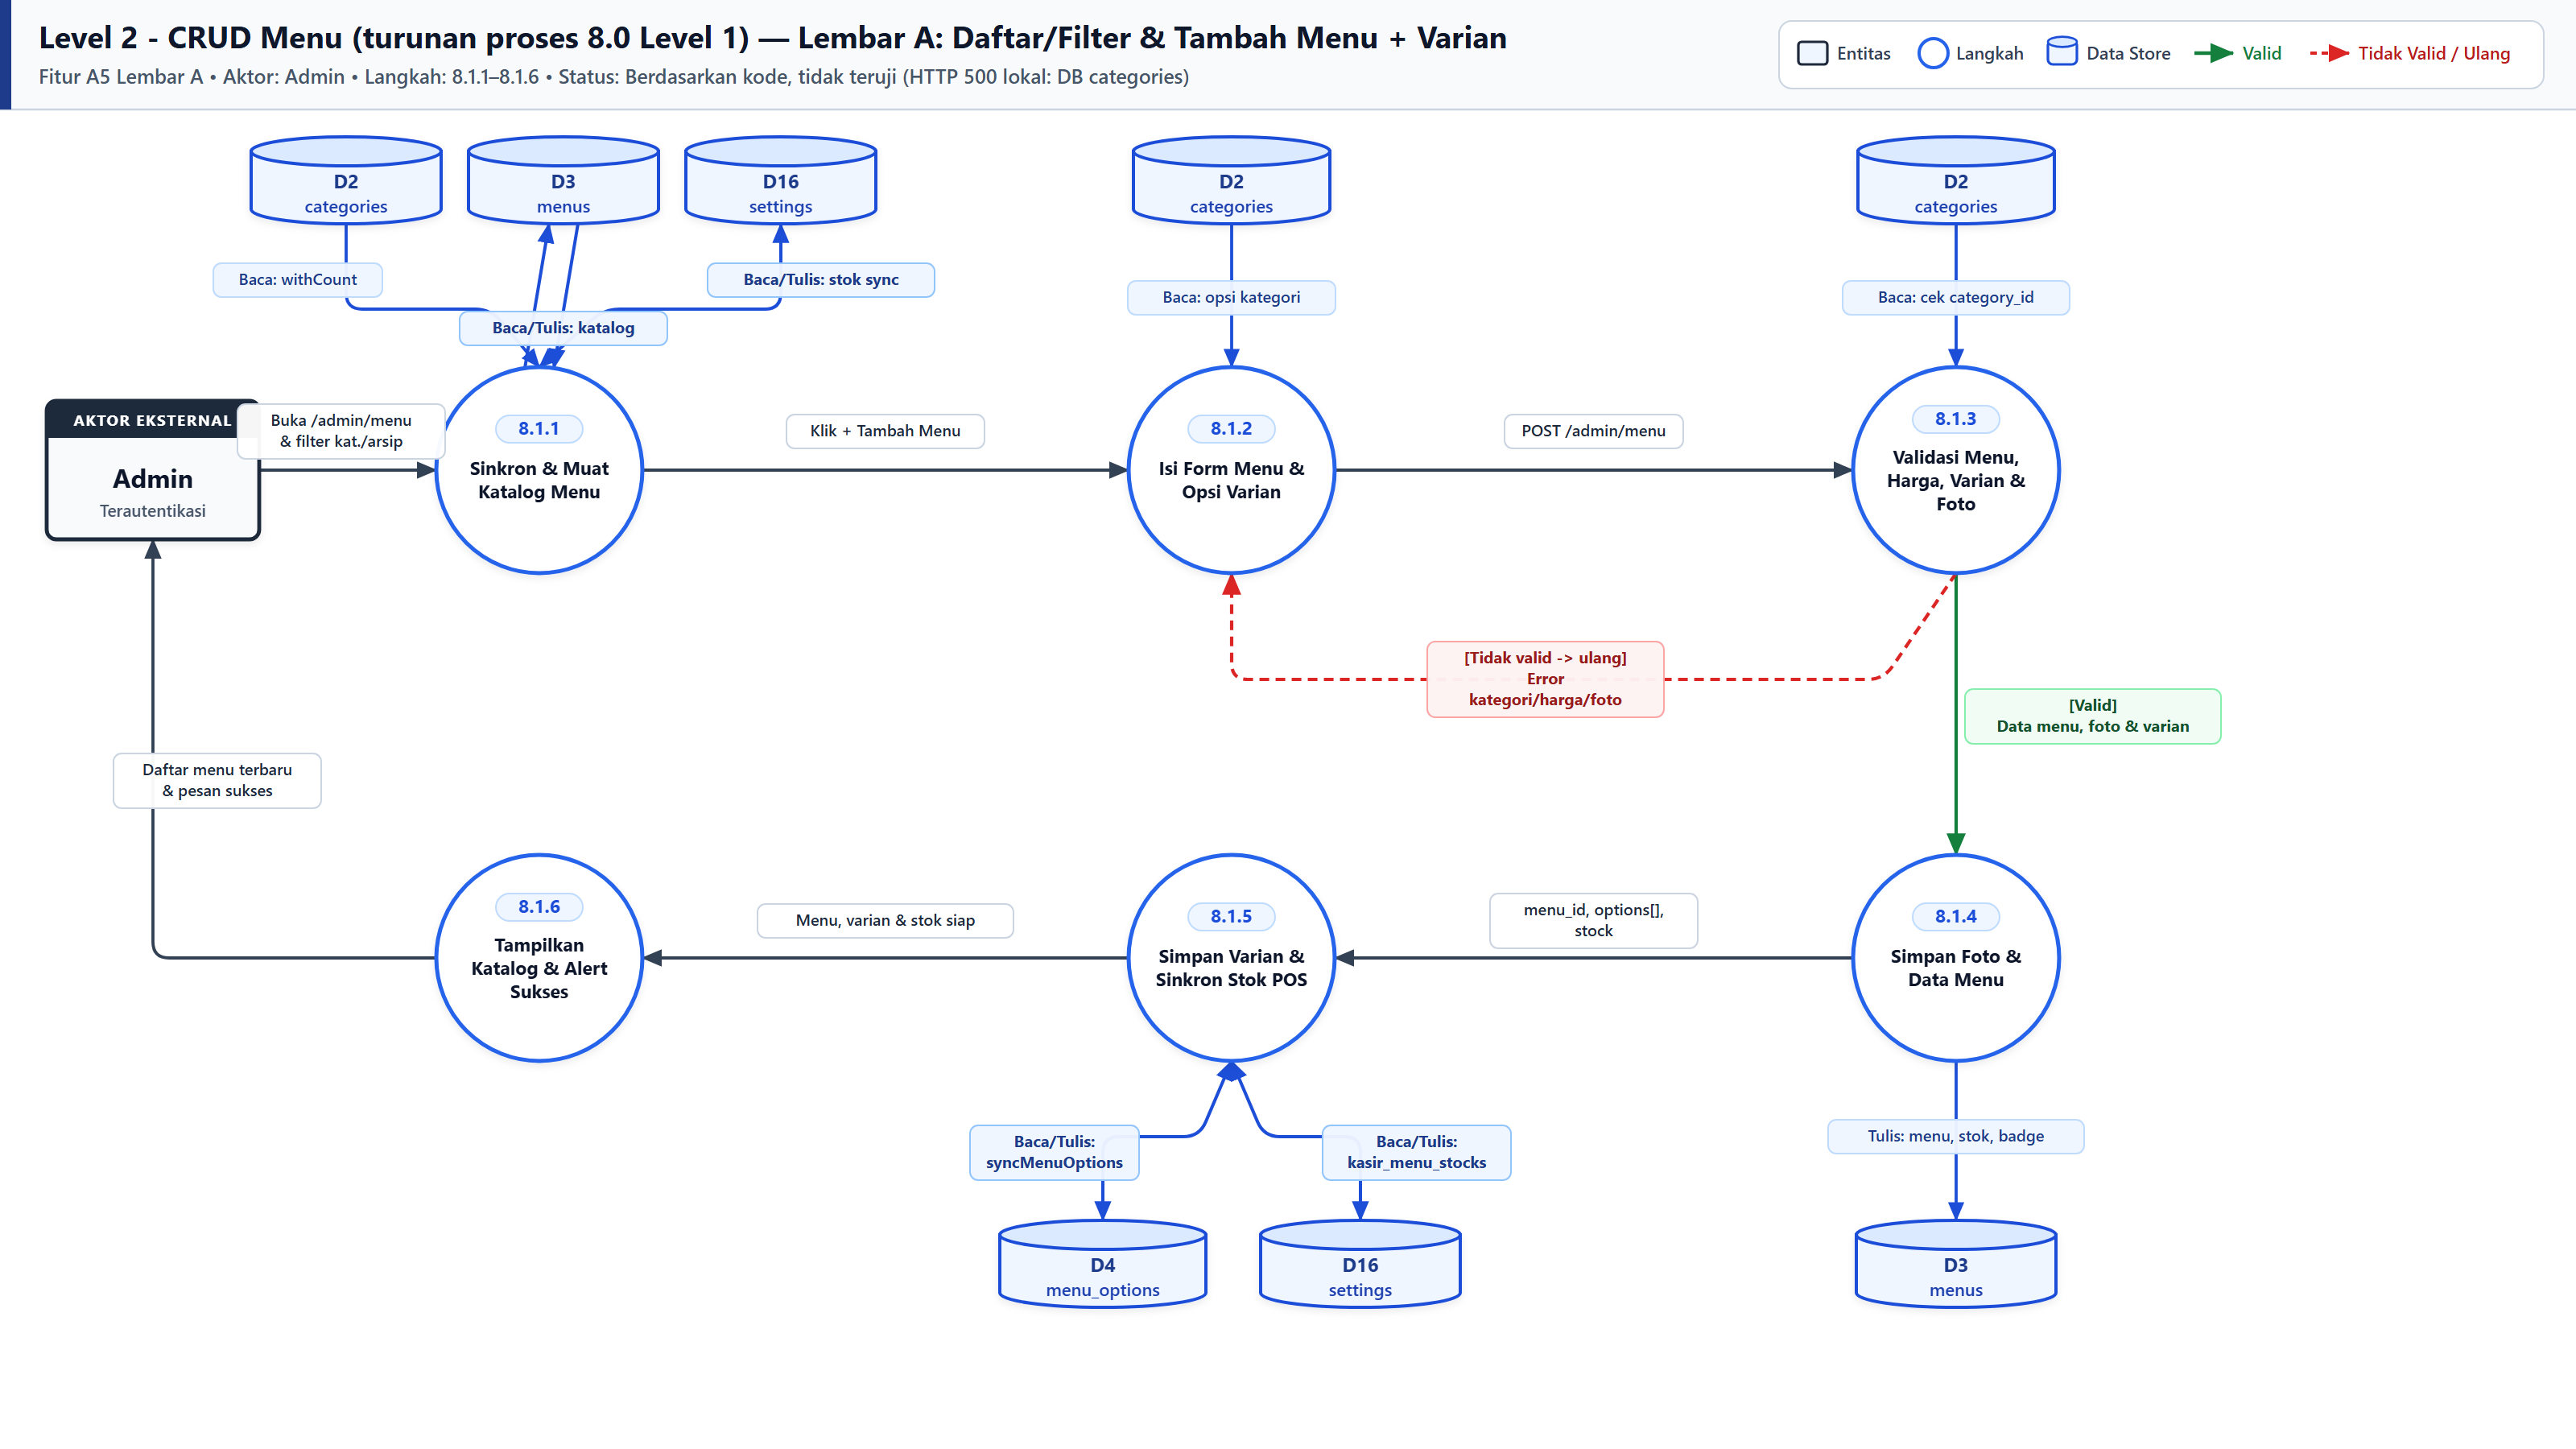 Level 2 - CRUD Menu (turunan proses 8.0 Level 1) — Lembar A: Daftar/Filter & Tambah Menu + Varian
Fitur A5 Lembar A • Aktor: Admin • Langkah: 8.1.1–8.1.6 • Status: Berdasarkan kode, tidak teruji (HTTP 500 lokal: DB categories)
Entitas
Langkah
Data Store
Valid
Tidak Valid / Ulang
D2
categories
D3
menus
D16
settings
D2
categories
D2
categories
Baca: withCount
Baca/Tulis: stok sync
Baca/Tulis: katalog
Baca: opsi kategori
Baca: cek category_id
AKTOR EKSTERNAL
Admin
Terautentikasi
Buka /admin/menu
& filter kat./arsip
8.1.1
Sinkron & Muat
Katalog Menu
Klik + Tambah Menu
8.1.2
Isi Form Menu &
Opsi Varian
POST /admin/menu
8.1.3
Validasi Menu,
Harga, Varian &
Foto
[Tidak valid -> ulang]
Error
kategori/harga/foto
[Valid]
Data menu, foto & varian
Daftar menu terbaru
& pesan sukses
8.1.6
Tampilkan
Katalog & Alert
Sukses
Menu, varian & stok siap
8.1.5
Simpan Varian &
Sinkron Stok POS
menu_id, options[],
stock
8.1.4
Simpan Foto &
Data Menu
Baca/Tulis:
syncMenuOptions
Baca/Tulis:
kasir_menu_stocks
Tulis: menu, stok, badge
D4
menu_options
D16
settings
D3
menus